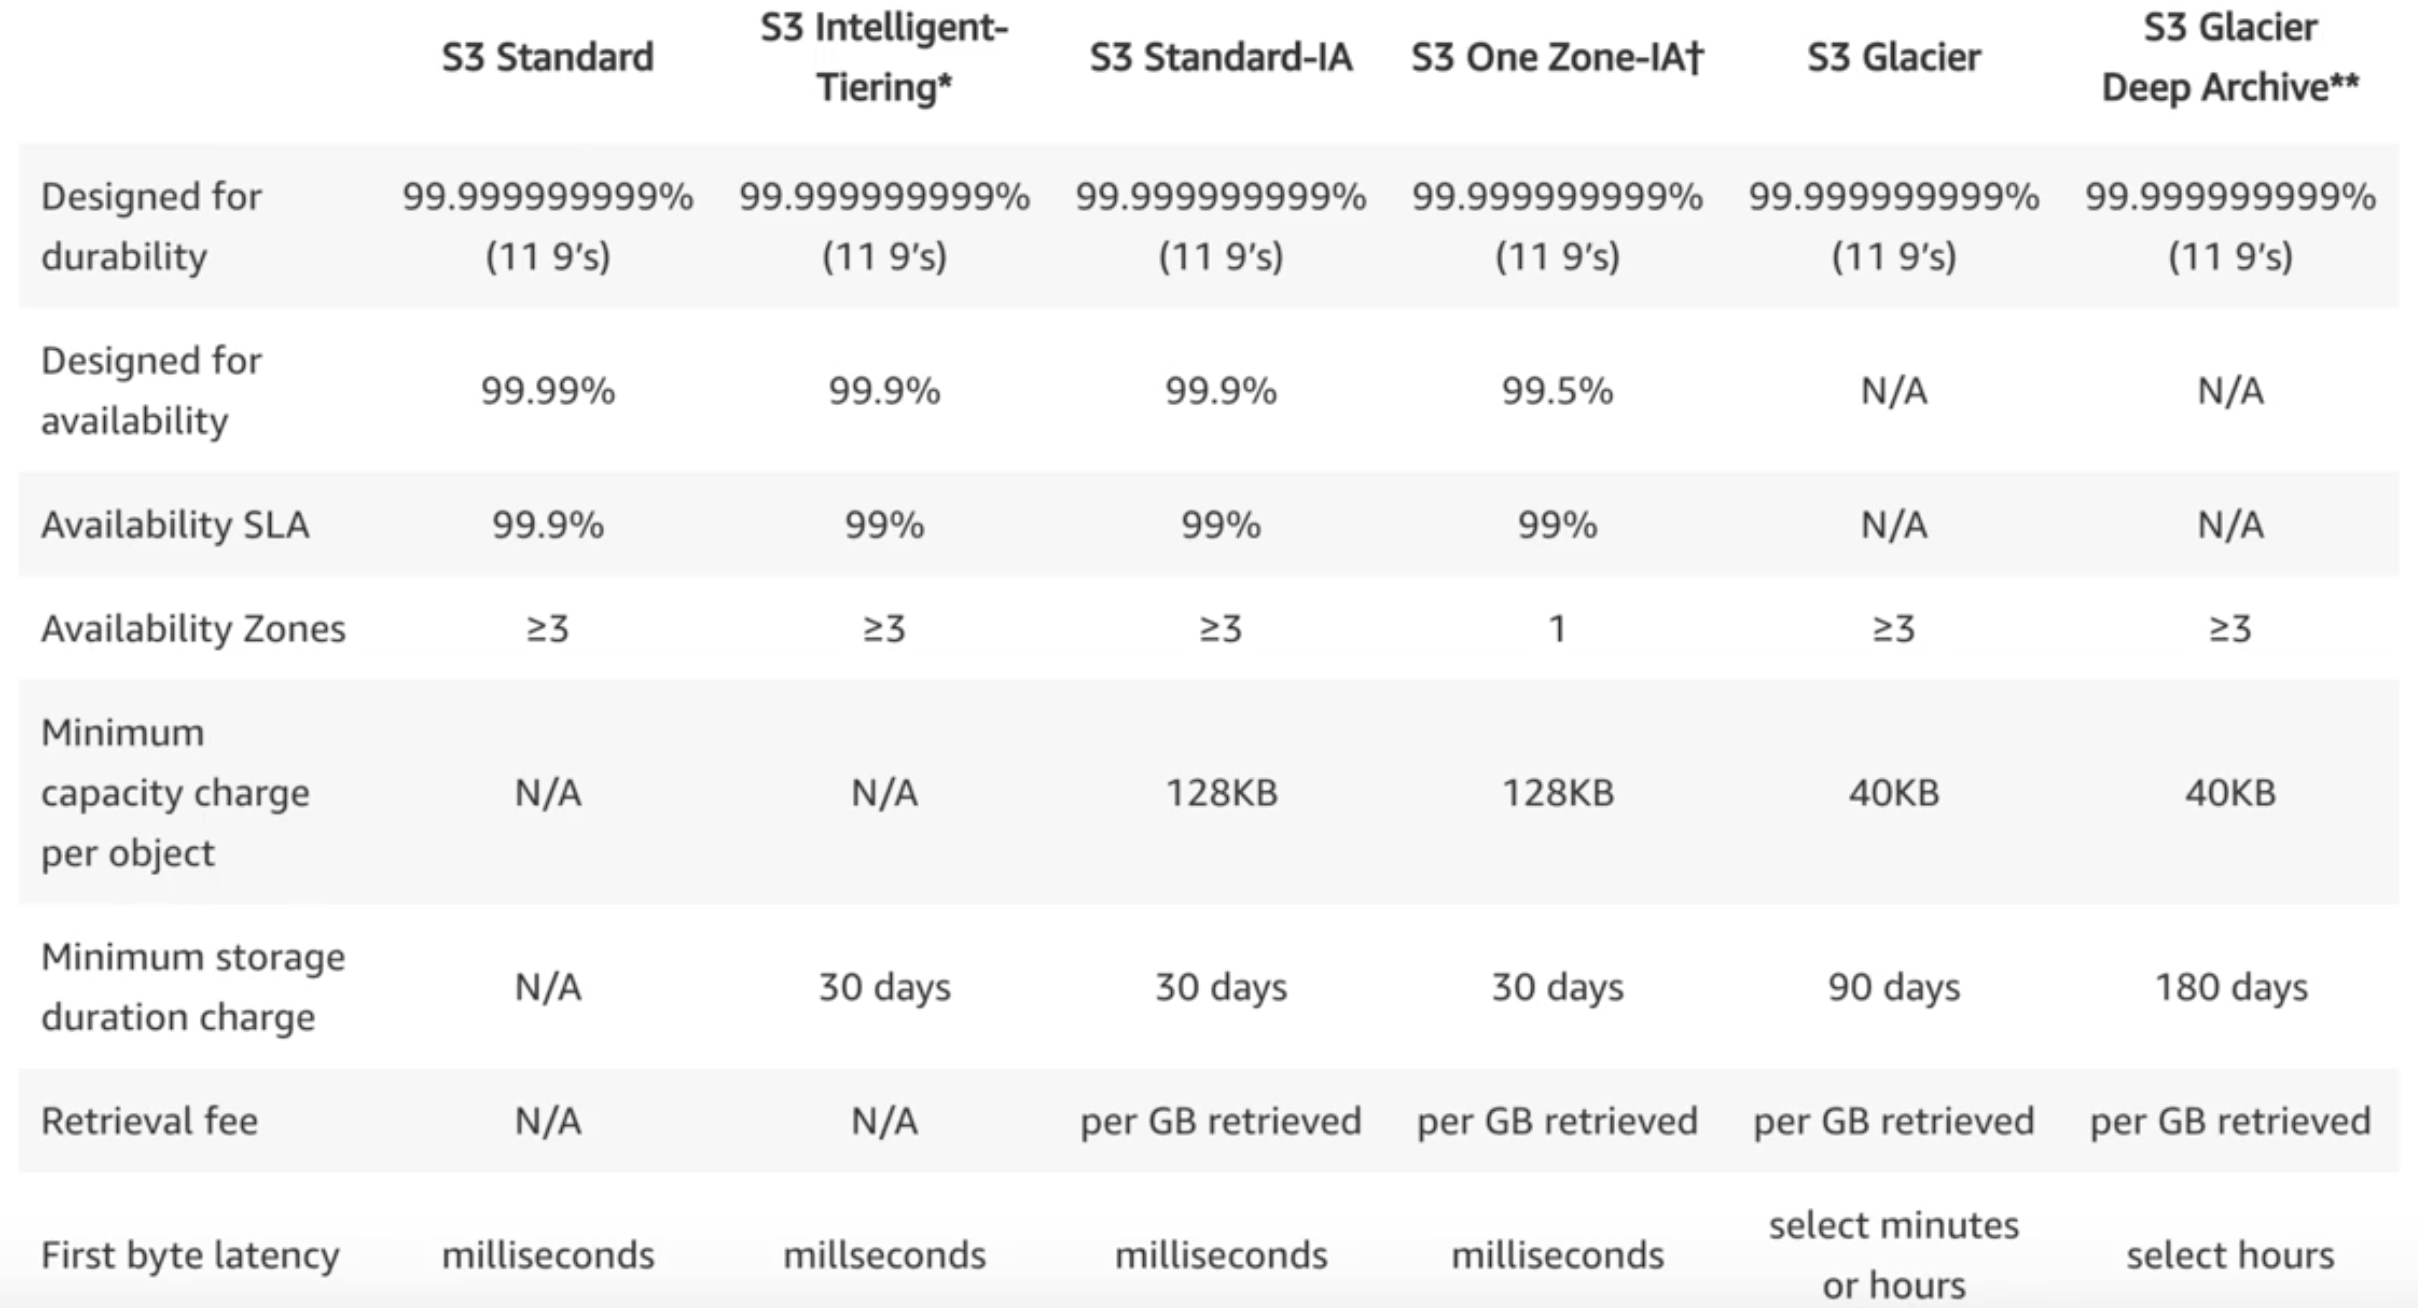 S3 Standard S3 Intelligent-Tiering* S3 Standard-IA S3 One Zone-IA† S3 Glacier S3 Glacier Deep Archive**
Designed for durability 99.999999999% (11 9’s) 99.999999999% (11 9’s) 99.999999999% (11 9’s) 99.999999999% (11 9’s) 99.999999999% (11 9’s) 99.999999999% (11 9’s)
Designed for availability 99.99% 99.9% 99.9% 99.5% N/A N/A
Availability SLA 99.9% 99% 99% 99% N/A N/A
Availability Zones ≥3 ≥3 ≥3 1 ≥3 ≥3
Minimum capacity charge per object N/A N/A 128KB 128KB 40KB 40KB
Minimum storage duration charge N/A 30 days 30 days 30 days 90 days 180 days
Retrieval fee N/A N/A per GB retrieved per GB retrieved per GB retrieved per GB retrieved
First byte latency milliseconds millseconds milliseconds milliseconds select minutes or hours select hours